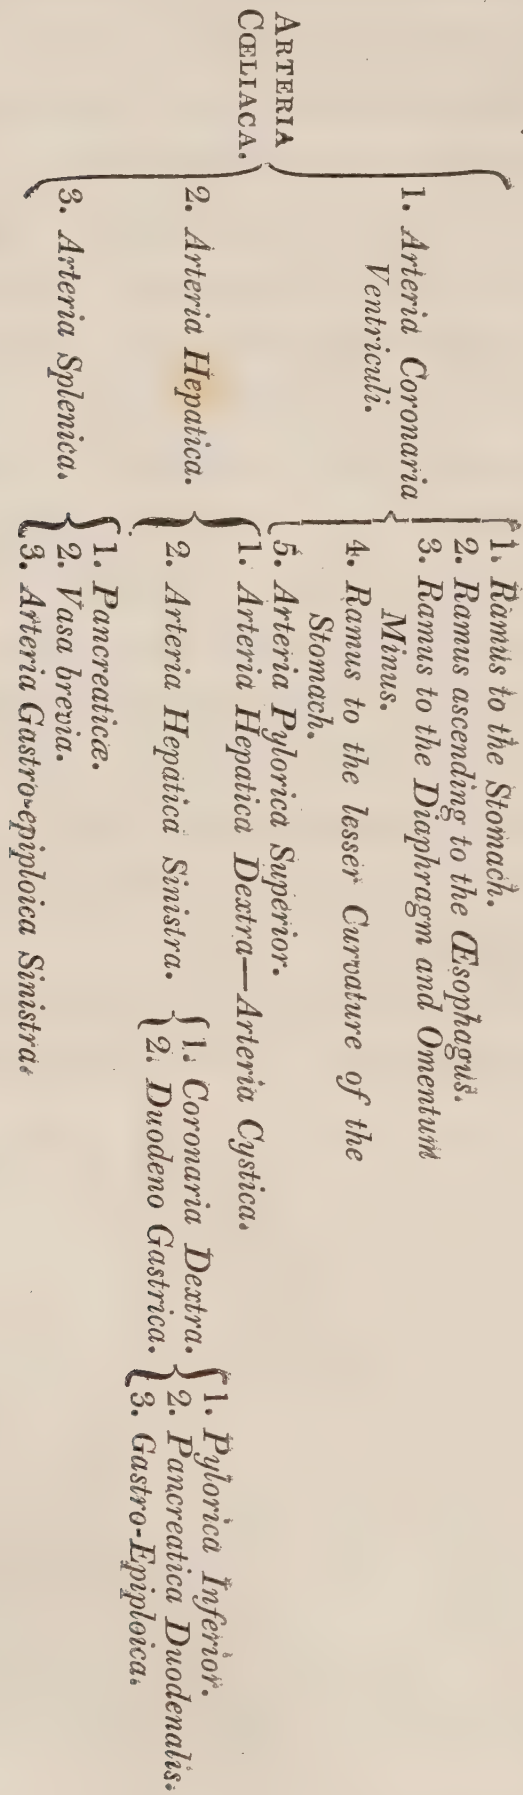 ARTERIA
CŒLIACA.
1. Arteria Coronaria
Ventriculi.
1. Ramus to the Stomach.
2. Ramus ascending to the Œsophagus.
3. Ramus to the Diaphragm and Omentum
Minus.
4. Ramus to the lesser Curvature of the
Stomach.
5. Arteria Pylorica Superior.
2. Arteria Hepatica.
1. Arteria Hepatica Dextra—Arteria Cystica.
2. Arteria Hepatica Sinistra.
1. Coronaria Dextra.
2. Duodeno Gastrica.
1. Pylorica Inferior.
2. Pancreatica Duodenalis.
3. Gastro-Epiploica.
3. Arteria Splenica.
1. Pancreaticæ.
2. Vasa brevia.
3. Arteria Gastro-epiploica Sinistra.